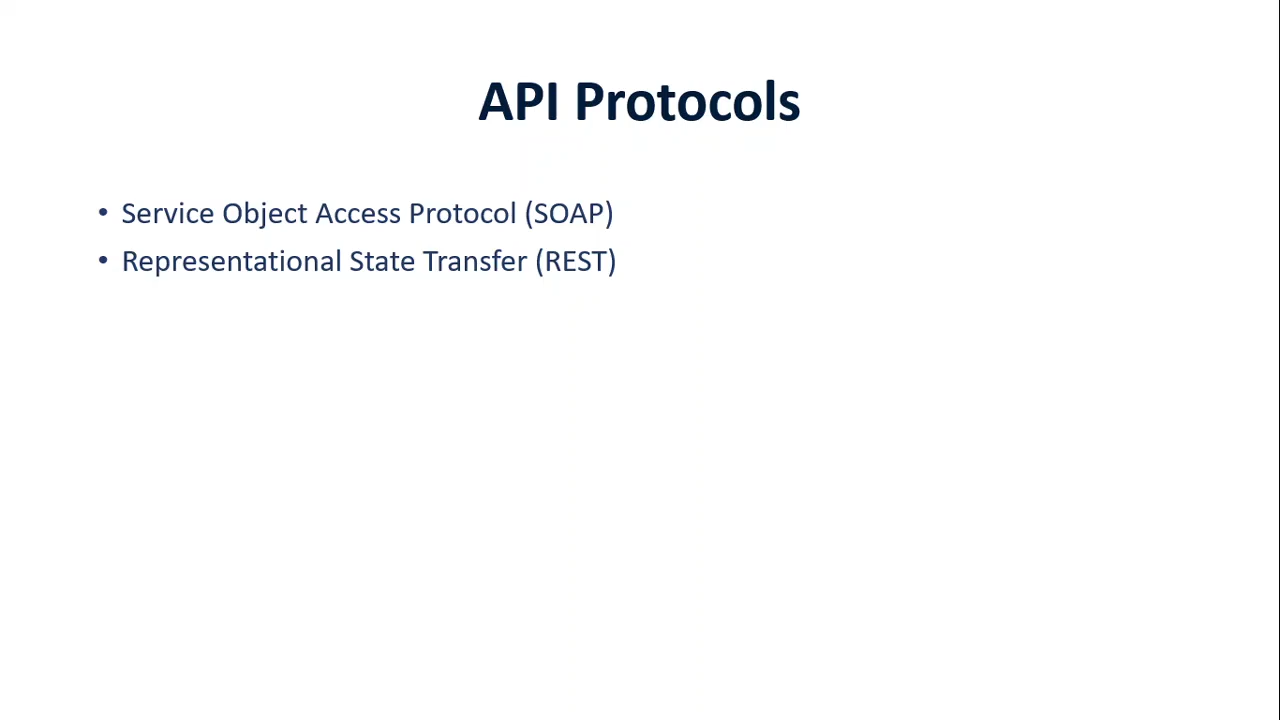 API Protocols
• Service Object Access Protocol (SOAP)
• Representational State Transfer (REST)